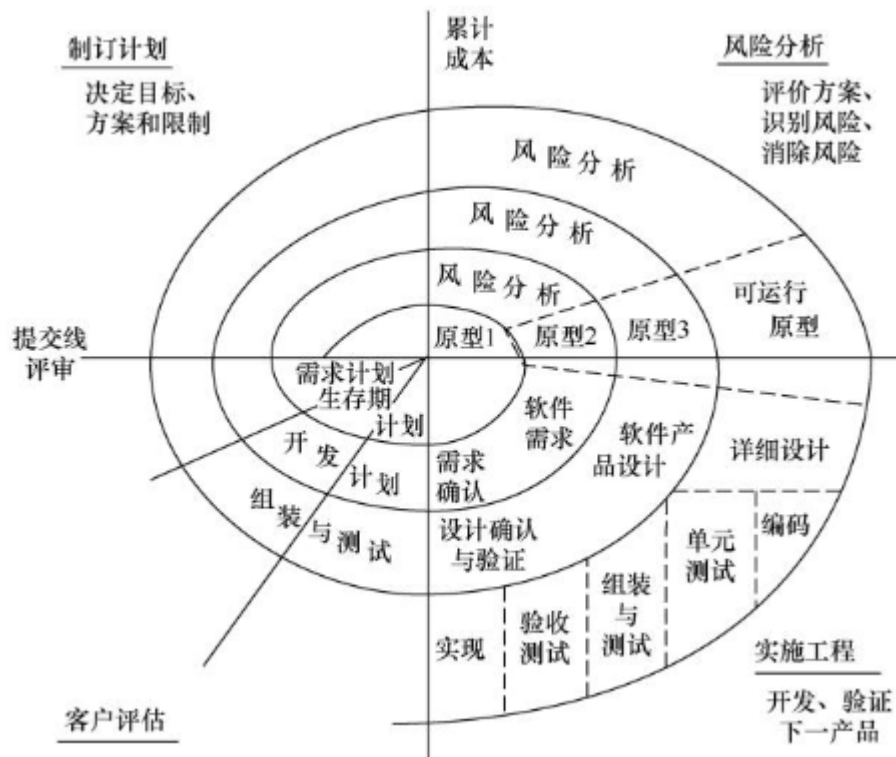 制订计划
决定目标、
方案和限制
累计
成本
风险分析
评价方案、
识别风险、
消除风险
风险分析
风险分析
风险分析
可运行
原型
原型1
原型2
原型3
提交线
评审
需求计划
生存期
计划
开发计划
组装与测试
软件
需求
需求
确认
软件产
品设计
设计确认
与验证
详细设计
编码
单元
测试
组装
与
测试
验收
测试
实现
实施工程
开发、验证
下一产品
客户评估